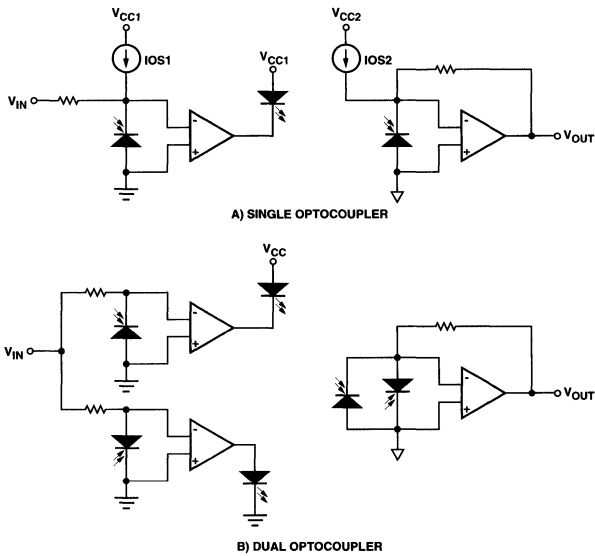 VCC1
IOS1
VIN
VCC1
-
+
VCC2
IOS2
-
+
VOUT
A) SINGLE OPTOCOUPLER
VCC
-
+
VIN
-
+
-
+
VOUT
B) DUAL OPTOCOUPLER